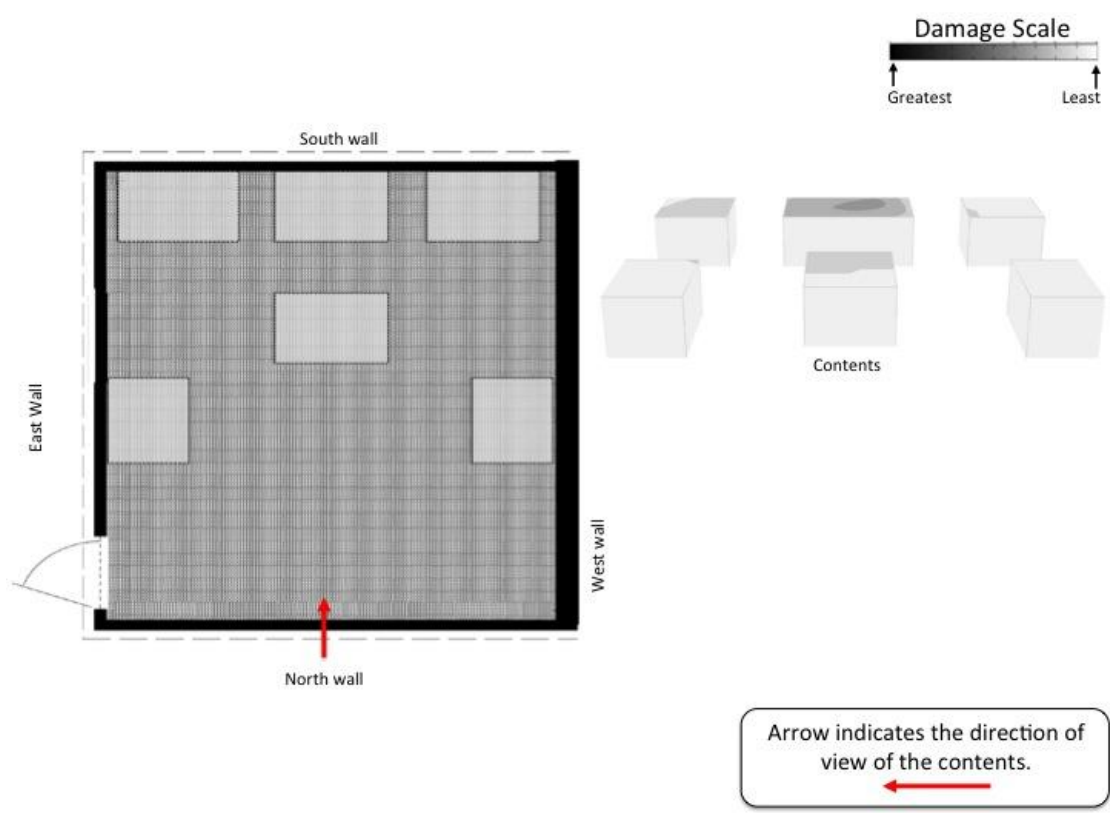 Damage Scale
Greatest
Least
South wall
East Wall
West wall
Contents
North wall
Arrow indicates the direction of
view of the contents.